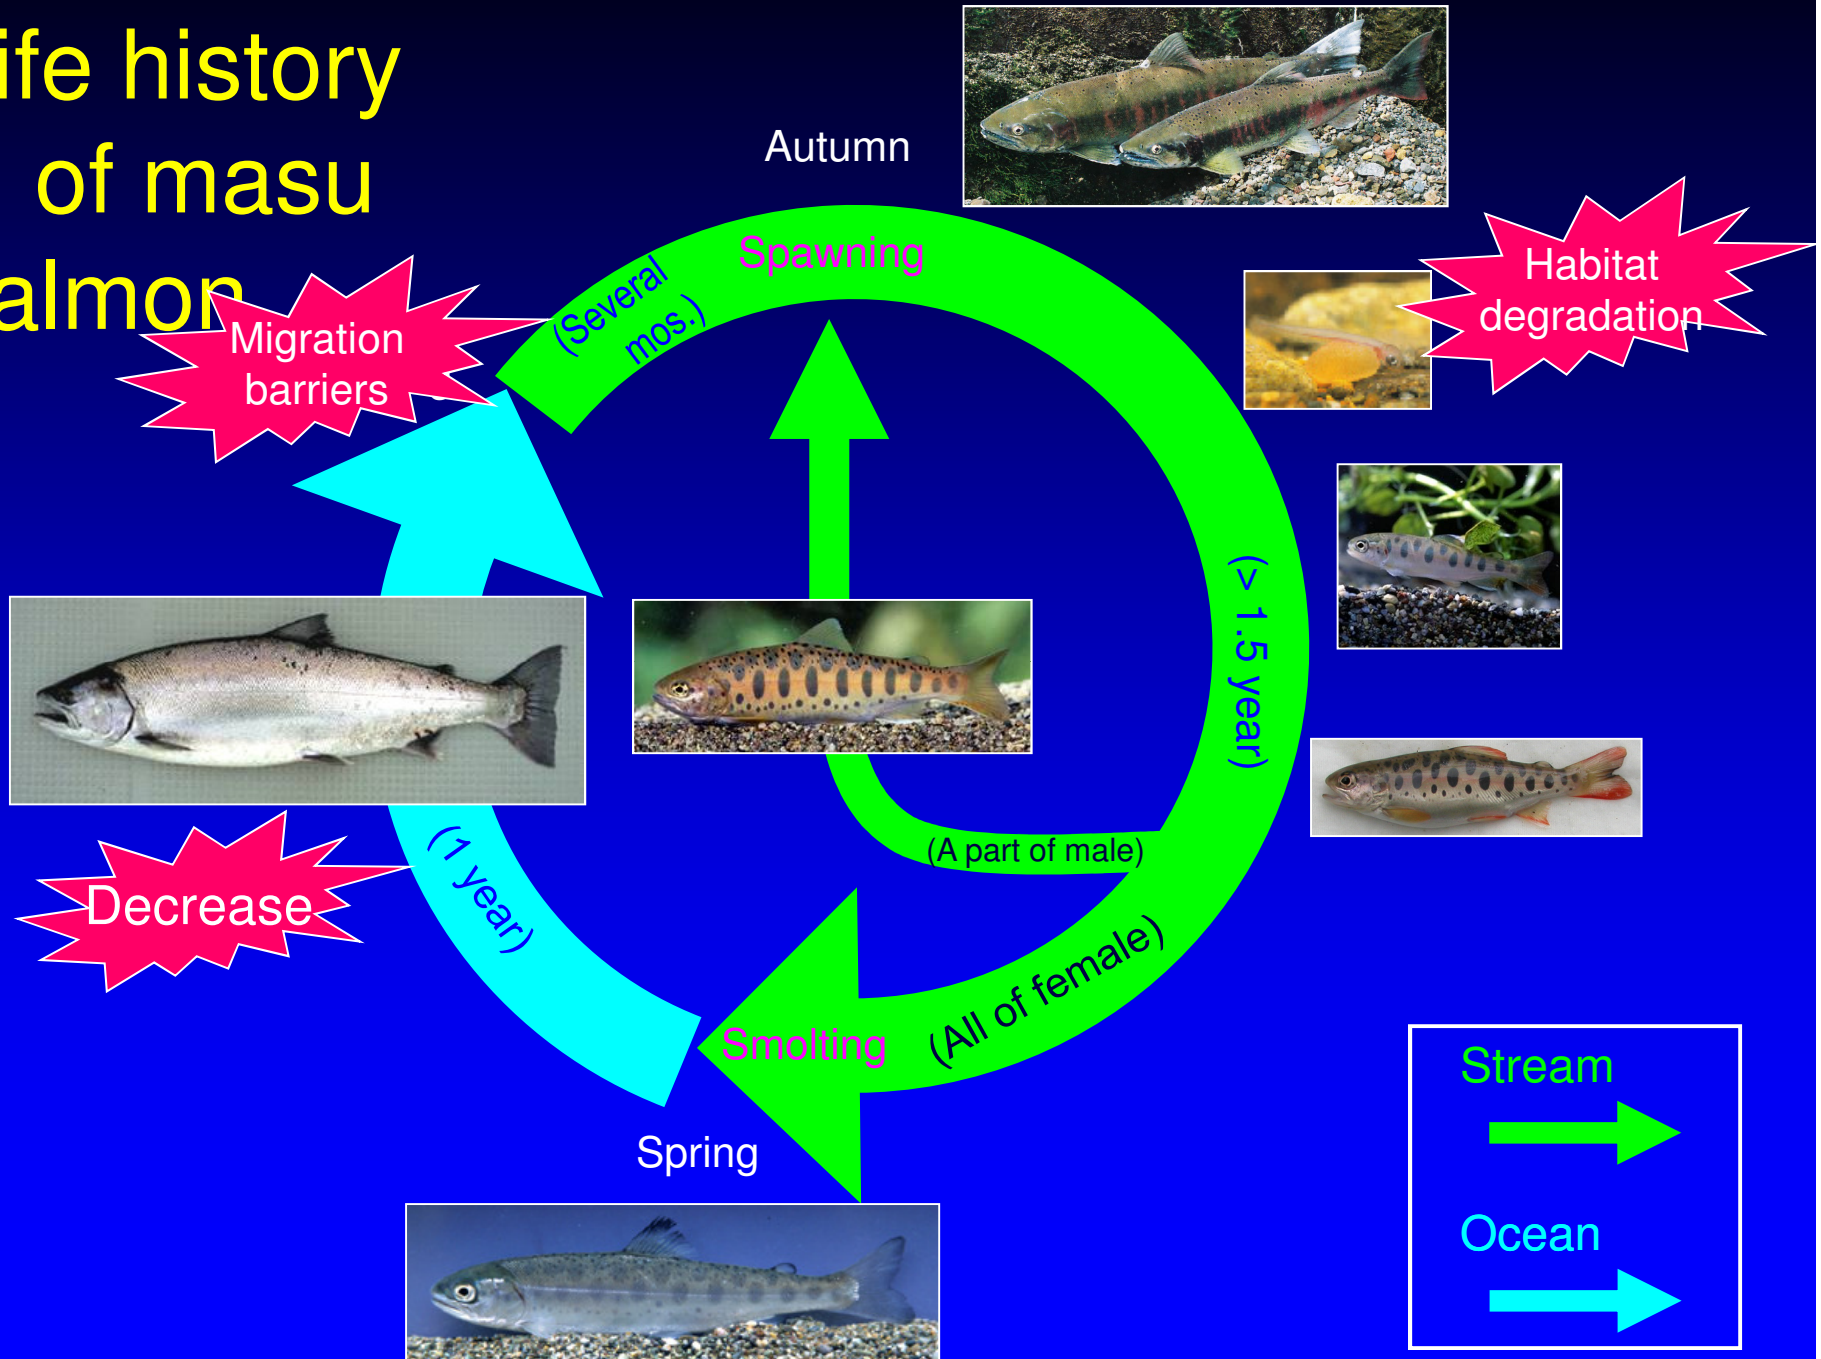 ife history
of masu
almon
Autumn
Spawning
(Several
mos.)
Migration
barriers
Habitat
degradation
(> 1.5 year)
(A part of male)
(1 year)
Decrease
(All of female)
Smolting
Spring
Stream
Ocean